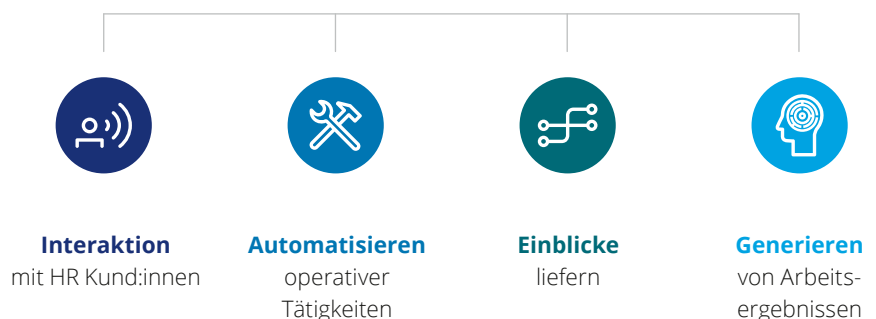 Interaktion
mit HR Kund:innen
Automatisieren
operativer
Tätigkeiten
Einblicke
liefern
Generieren
von Arbeits-
ergebnissen